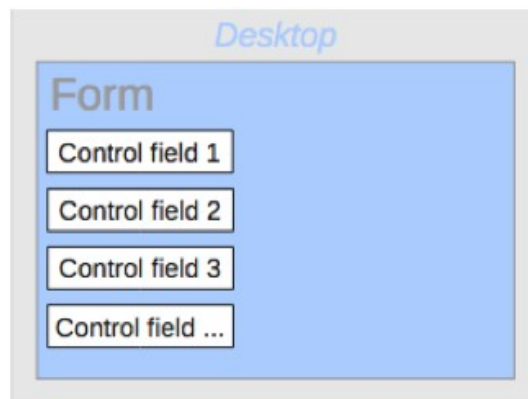 Desktop
Form
Control field 1
Control field 2
Control field 3
Control field ...